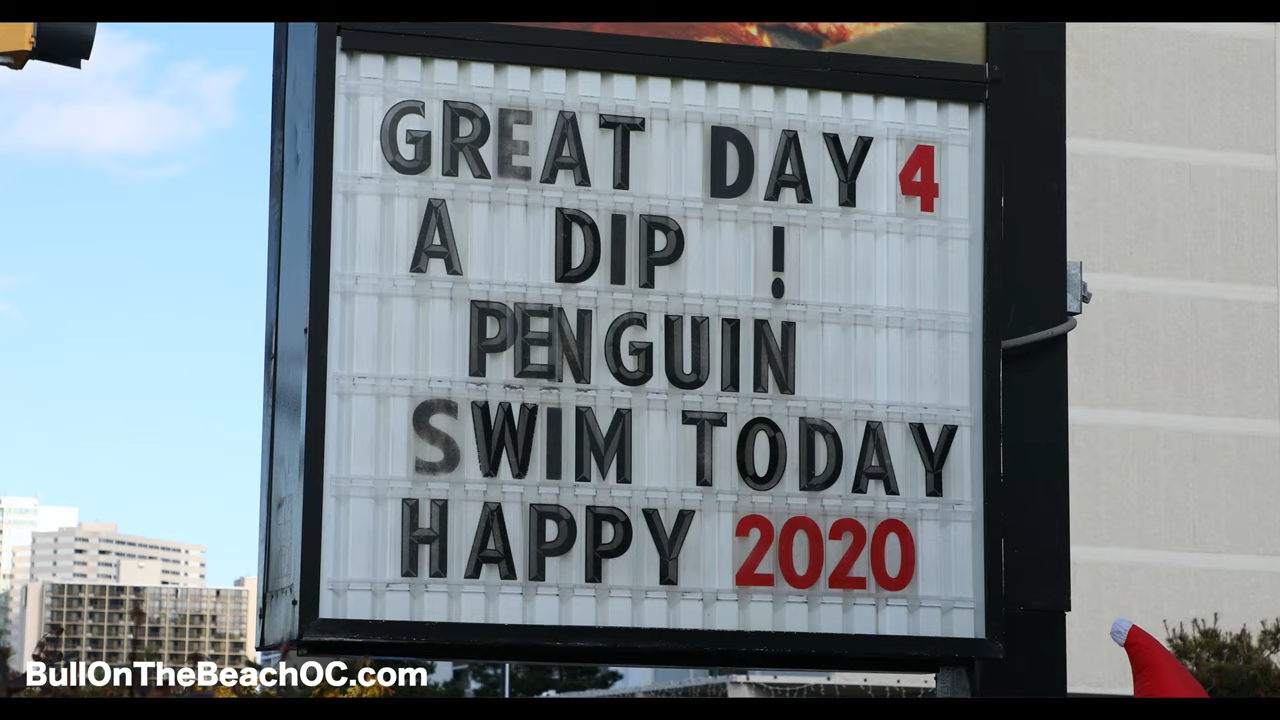 GREAT DAY 4
A DIP !
PENGUIN
SWIM TODAY
HAPPY 2020
BullOnTheBeachOC.com